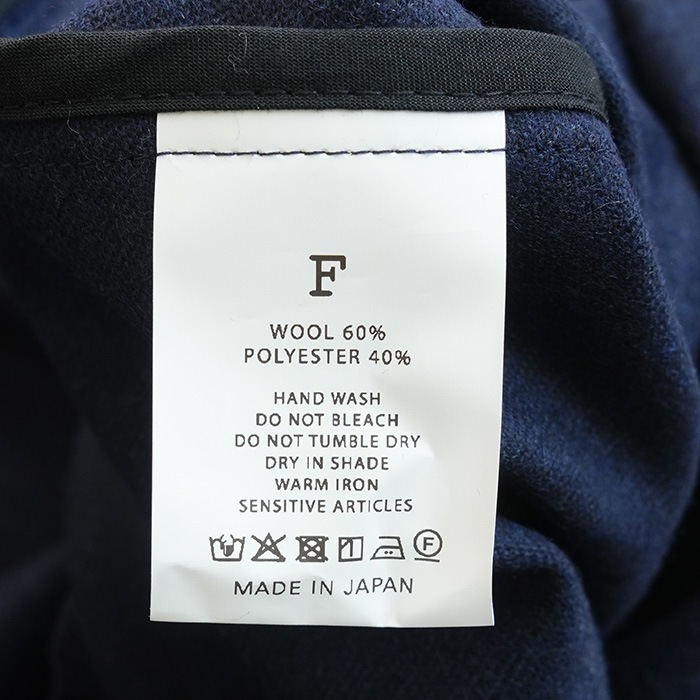 F
WOOL 60%
POLYESTER 40%
HAND WASH
DO NOT BLEACH
DO NOT TUMBLE DRY
DRY IN SHADE
WARM IRON
SENSITIVE ARTICLES
F
MADE IN JAPAN